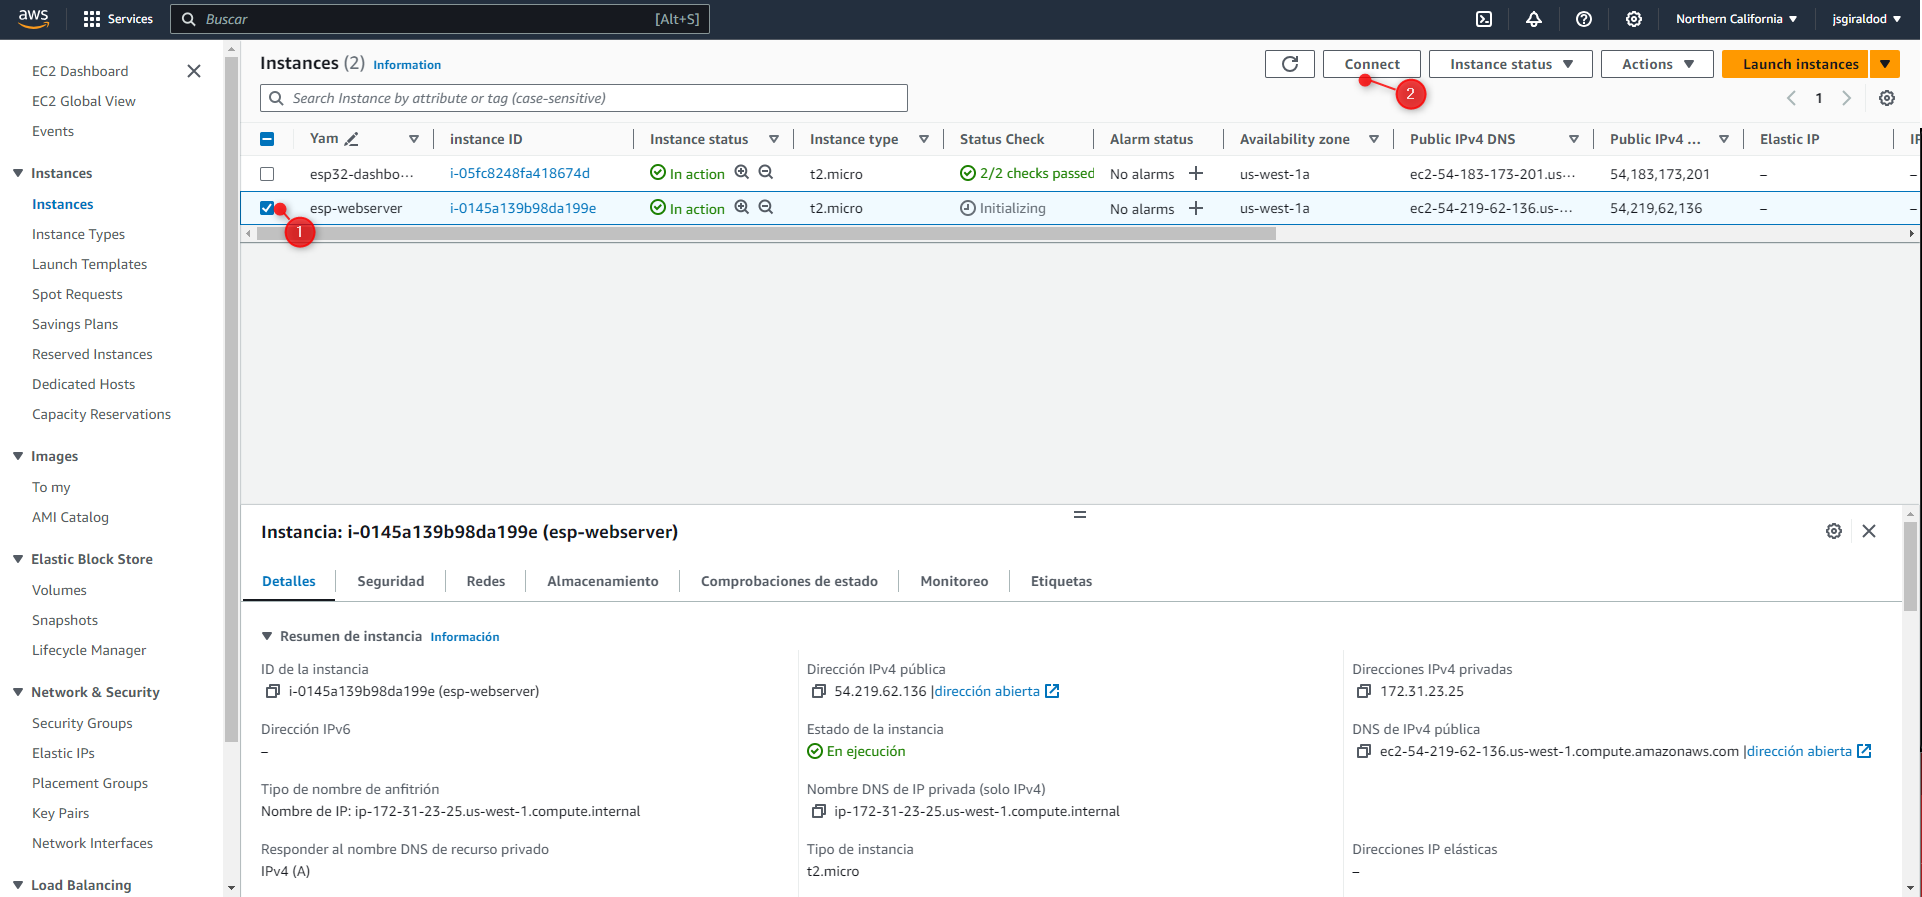 aws
Services
Buscar
[Alt+S]
Northern California
jsgiraldod
EC2 Dashboard
EC2 Global View
Events
Instances
Instances
Instance Types
Launch Templates
Spot Requests
Savings Plans
Reserved Instances
Dedicated Hosts
Capacity Reservations
Images
To my
AMI Catalog
Elastic Block Store
Volumes
Snapshots
Lifecycle Manager
Network & Security
Security Groups
Elastic IPs
Placement Groups
Key Pairs
Network Interfaces
Load Balancing
Instances (2) Information
Connect
Instance status
Actions
Launch instances
2
Search Instance by attribute or tag (case-sensitive)
1
Yam instance ID Instance status Instance type Status Check Alarm status Availability zone Public IPv4 DNS Public IPv4 ... Elastic IP IP
esp32-dashbo··· i-05fc8248fa418674d In action t2.micro 2/2 checks passed No alarms + us-west-1a ec2-54-183-173-201.us-··· 54,183,173,201 – –
esp-webserver i-0145a139b98da199e In action t2.micro Initializing No alarms + us-west-1a ec2-54-219-62-136.us-··· 54,219,62,136 – –
1
Instancia: i-0145a139b98da199e (esp-webserver)
Detalles Seguridad Redes Almacenamiento Comprobaciones de estado Monitoreo Etiquetas
Resumen de instancia Información
ID de la instancia
i-0145a139b98da199e (esp-webserver)
Dirección IPv4 pública
54.219.62.136 |dirección abierta
Direcciones IPv4 privadas
172.31.23.25
Dirección IPv6
–
Estado de la instancia
En ejecución
DNS de IPv4 pública
ec2-54-219-62-136.us-west-1.compute.amazonaws.com |dirección abierta
Tipo de nombre de anfitrión
Nombre de IP: ip-172-31-23-25.us-west-1.compute.internal
Nombre DNS de IP privada (solo IPv4)
ip-172-31-23-25.us-west-1.compute.internal
Responder al nombre DNS de recurso privado
IPv4 (A)
Tipo de instancia
t2.micro
Direcciones IP elásticas
–